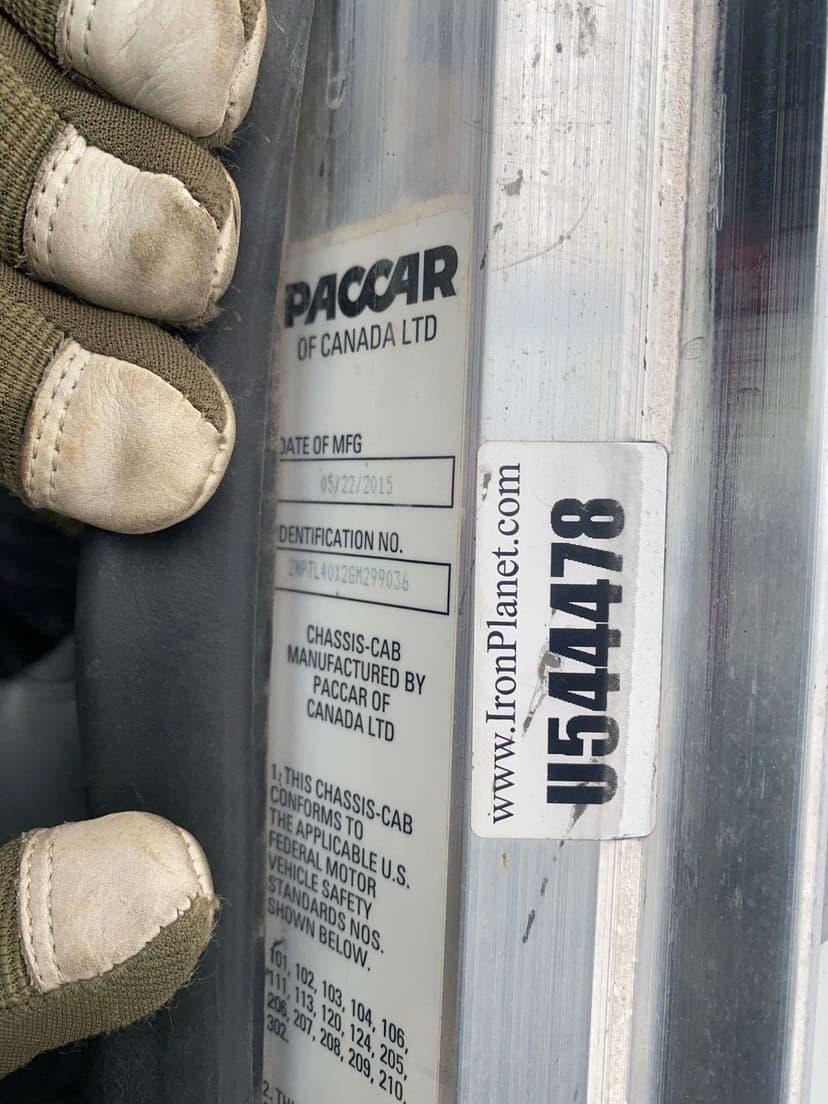 PACCAR
OF CANADA LTD
DATE OF MFG
05/22/2015
DENTIFICATION NO.
2NPTL40X2GM299036
CHASSIS-CAB
MANUFACTURED BY
PACCAR OF
CANADA LTD
1. THIS CHASSIS-CAB
CONFORMS TO
THE APPLICABLE U.S.
FEDERAL MOTOR
VEHICLE SAFETY
STANDARDS NOS.
SHOWN BELOW.
101, 102, 103, 104, 106,
111, 113, 120, 124, 205,
206, 207, 208, 209, 210,
302.
www.IronPlanet.com
U5444478